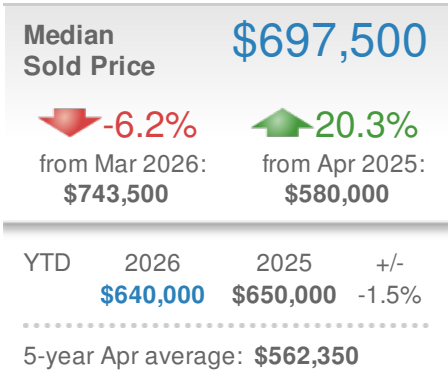 Median $697,500
Sold Price
-6.2% 20.3%
from Mar 2026: from Apr 2025:
$743,500 $580,000
YTD 2026 2025 +/-
$640,000 $650,000 -1.5%
5-year Apr average: $562,350